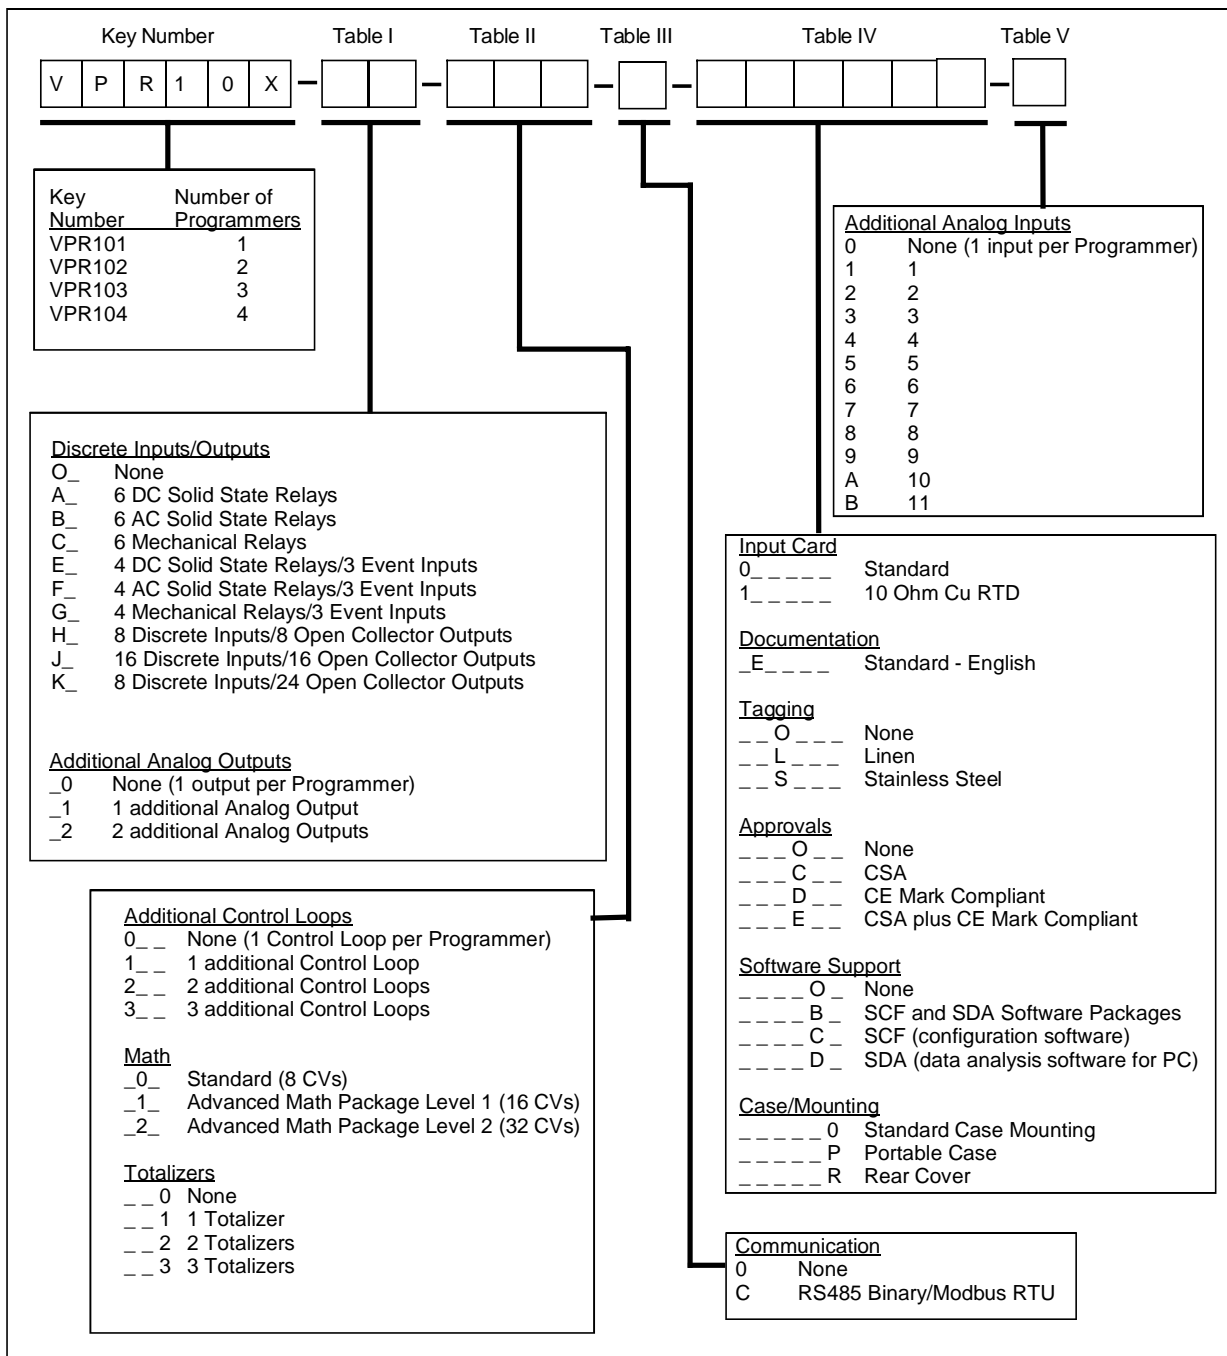 Key Number Table I Table II Table III Table IV Table V
V P R 1 0 X
Key Number of
Number Programmers
VPR101 1
VPR102 2
VPR103 3
VPR104 4
Additional Analog Inputs
0 None (1 input per Programmer)
1 1
2 2
3 3
4 4
5 5
6 6
7 7
8 8
9 9
A 10
B 11
Discrete Inputs/Outputs
O_ None
A_ 6 DC Solid State Relays
B_ 6 AC Solid State Relays
C_ 6 Mechanical Relays
E_ 4 DC Solid State Relays/3 Event Inputs
F_ 4 AC Solid State Relays/3 Event Inputs
G_ 4 Mechanical Relays/3 Event Inputs
H_ 8 Discrete Inputs/8 Open Collector Outputs
J_ 16 Discrete Inputs/16 Open Collector Outputs
K_ 8 Discrete Inputs/24 Open Collector Outputs
Additional Analog Outputs
_0 None (1 output per Programmer)
_1 1 additional Analog Output
_2 2 additional Analog Outputs
Input Card
0_ _ _ _ _ Standard
1_ _ _ _ _ 10 Ohm Cu RTD
Documentation
_E_ _ _ _ Standard - English
Tagging
_ _ O _ _ _ None
_ _ L _ _ _ Linen
_ _ S _ _ _ Stainless Steel
Approvals
_ _ _ O _ _ None
_ _ _ C _ _ CSA
_ _ _ D _ _ CE Mark Compliant
_ _ _ E _ _ CSA plus CE Mark Compliant
Software Support
_ _ _ _ O _ None
_ _ _ _ B _ SCF and SDA Software Packages
_ _ _ _ C _ SCF (configuration software)
_ _ _ _ D _ SDA (data analysis software for PC)
Case/Mounting
_ _ _ _ _ 0 Standard Case Mounting
_ _ _ _ _ P Portable Case
_ _ _ _ _ R Rear Cover
Additional Control Loops
0_ _ None (1 Control Loop per Programmer)
1_ _ 1 additional Control Loop
2_ _ 2 additional Control Loops
3_ _ 3 additional Control Loops
Math
_0_ Standard (8 CVs)
_1_ Advanced Math Package Level 1 (16 CVs)
_2_ Advanced Math Package Level 2 (32 CVs)
Totalizers
_ _ 0 None
_ _ 1 1 Totalizer
_ _ 2 2 Totalizers
_ _ 3 3 Totalizers
Communication
0 None
C RS485 Binary/Modbus RTU